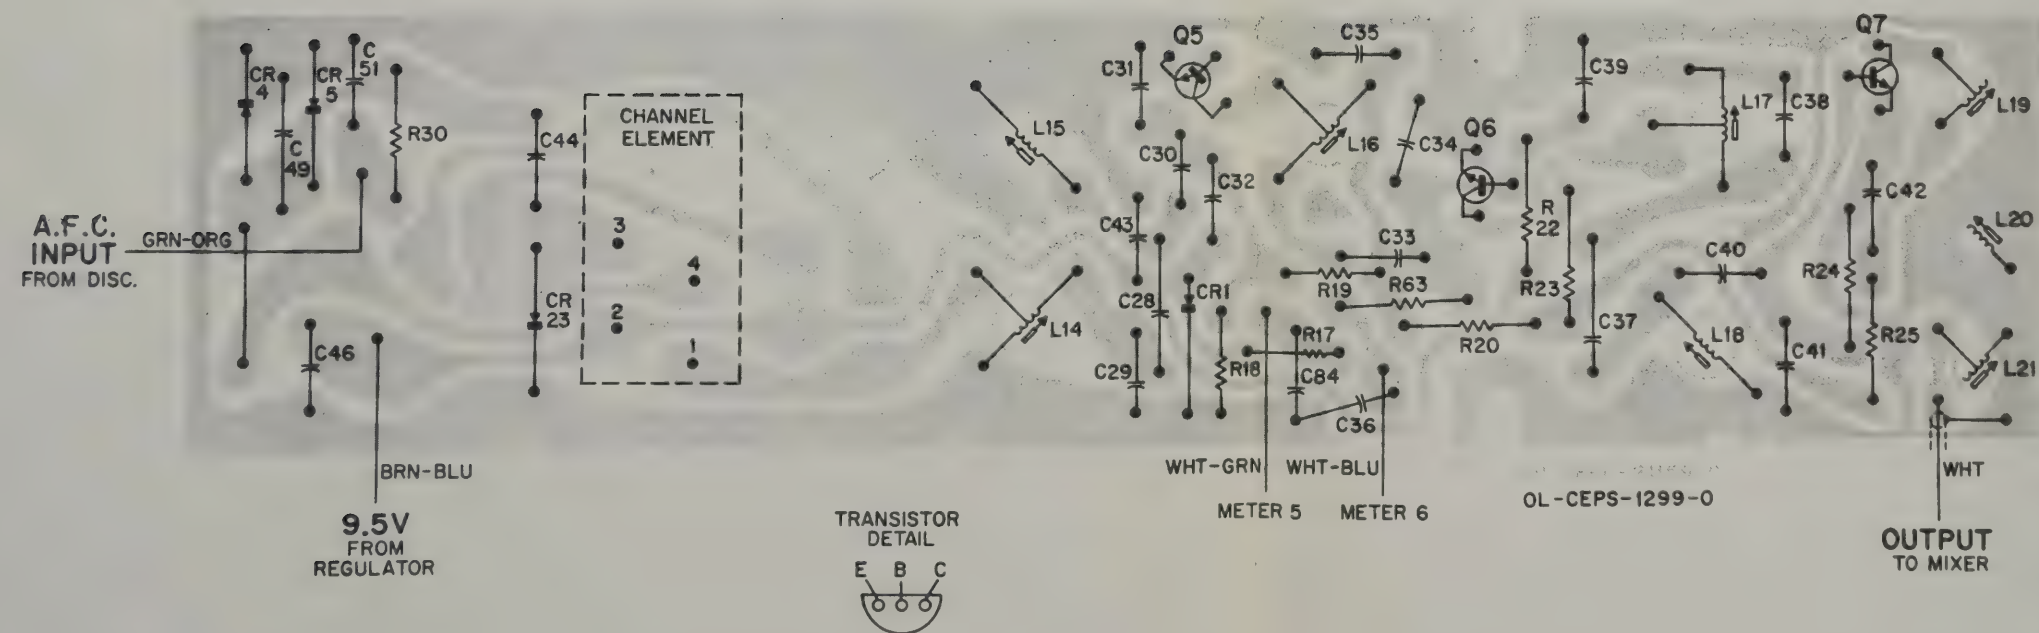 CR
4
C
49
CR
5
C
51
R30
C44
CHANNEL
ELEMENT
3
4
2
1
CR
23
C46
A.F.C.
INPUT
FROM DISC.
GRN-ORG
BRN-BLU
9.5V
FROM
REGULATOR
L15
L14
C31
Q5
C35
C30
C32
C43
C28
C29
CR1
R18
L16
C34
Q6
C33
R19
R63
R20
R17
C84
C36
R
22
R23
C39
C37
L17
C38
C40
L18
C41
Q7
L19
C42
L20
R24
R25
L21
WHT-GRN
WHT-BLU
METER 5
METER 6
OL-CEPS-1299-0
WHT
OUTPUT
TO MIXER
TRANSISTOR
DETAIL
E B C